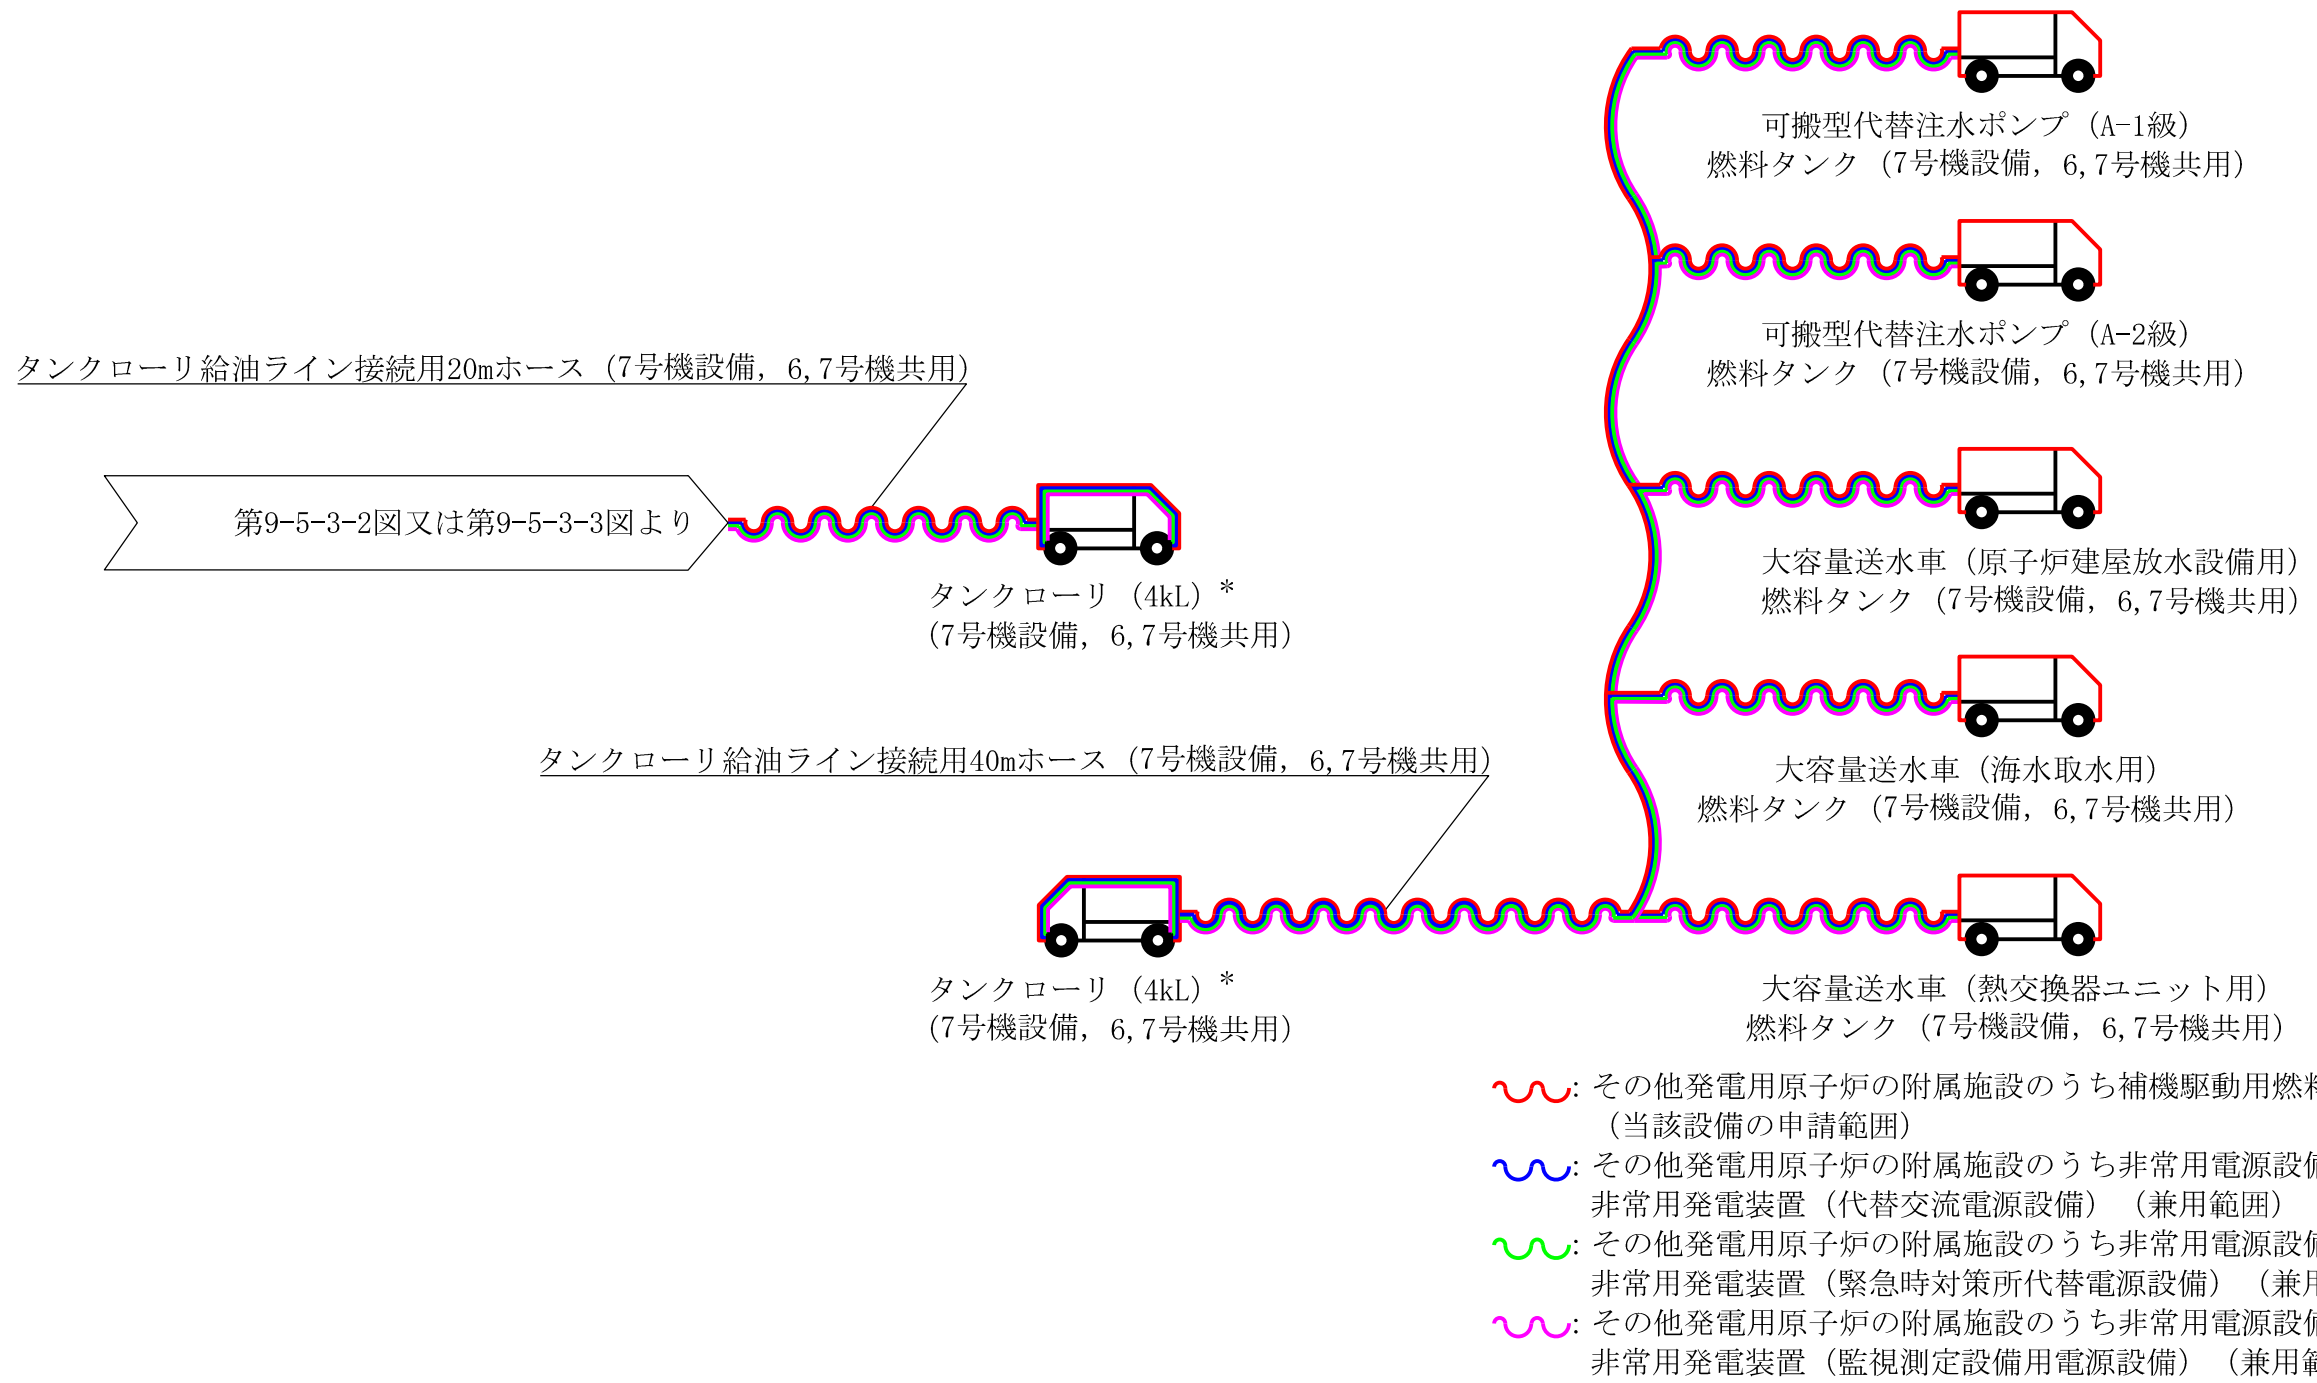 可搬型代替注水ポンプ（A-1級）
燃料タンク（7号機設備，6,7号機共用）
可搬型代替注水ポンプ（A-2級）
燃料タンク（7号機設備，6,7号機共用）
タンクローリ給油ライン接続用20mホース（7号機設備，6,7号機共用）
第9-5-3-2図又は第9-5-3-3図より
タンクローリ（4kL）*
（7号機設備，6,7号機共用）
大容量送水車（原子炉建屋放水設備用）
燃料タンク（7号機設備，6,7号機共用）
タンクローリ給油ライン接続用40mホース（7号機設備，6,7号機共用）
大容量送水車（海水取水用）
燃料タンク（7号機設備，6,7号機共用）
タンクローリ（4kL）*
（7号機設備，6,7号機共用）
大容量送水車（熱交換器ユニット用）
燃料タンク（7号機設備，6,7号機共用）
：その他発電用原子炉の附属施設のうち補機駆動用燃料
（当該設備の申請範囲）
：その他発電用原子炉の附属施設のうち非常用電源設備
非常用発電装置（代替交流電源設備）（兼用範囲）
：その他発電用原子炉の附属施設のうち非常用電源設備
非常用発電装置（緊急時対策所代替電源設備）（兼用
：その他発電用原子炉の附属施設のうち非常用電源設備
非常用発電装置（監視測定設備用電源設備）（兼用範